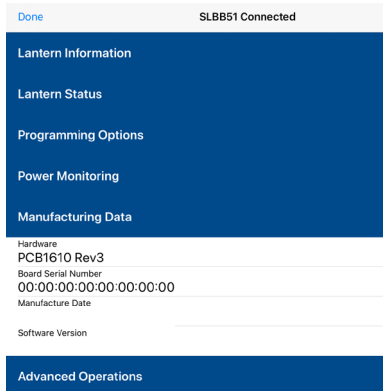 Done SLBB51 Connected
Lantern Information
Lantern Status
Programming Options
Power Monitoring
Manufacturing Data
Hardware
PCB1610 Rev3
Board Serial Number
00:00:00:00:00:00:00:00
Manufacture Date
Software Version
Advanced Operations